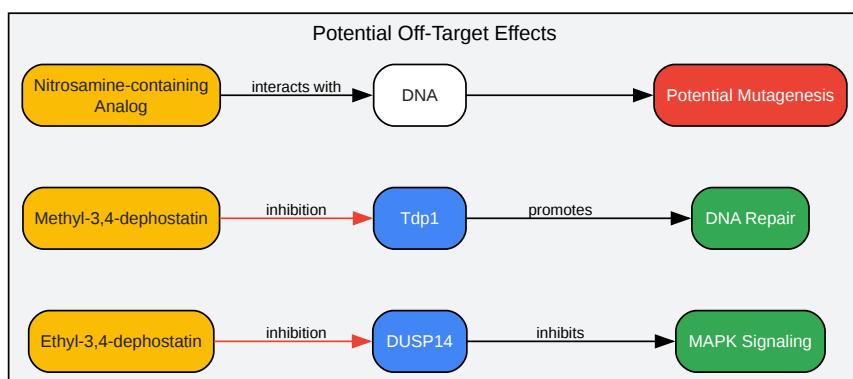 Potential Off-Target Effects
Nitrosamine-containing
Analog
interacts with
DNA
Potential Mutagenesis
Methyl-3,4-dephostatin
inhibition
Tdp1
promotes
DNA Repair
Ethyl-3,4-dephostatin
inhibition
DUSP14
inhibits
MAPK Signaling